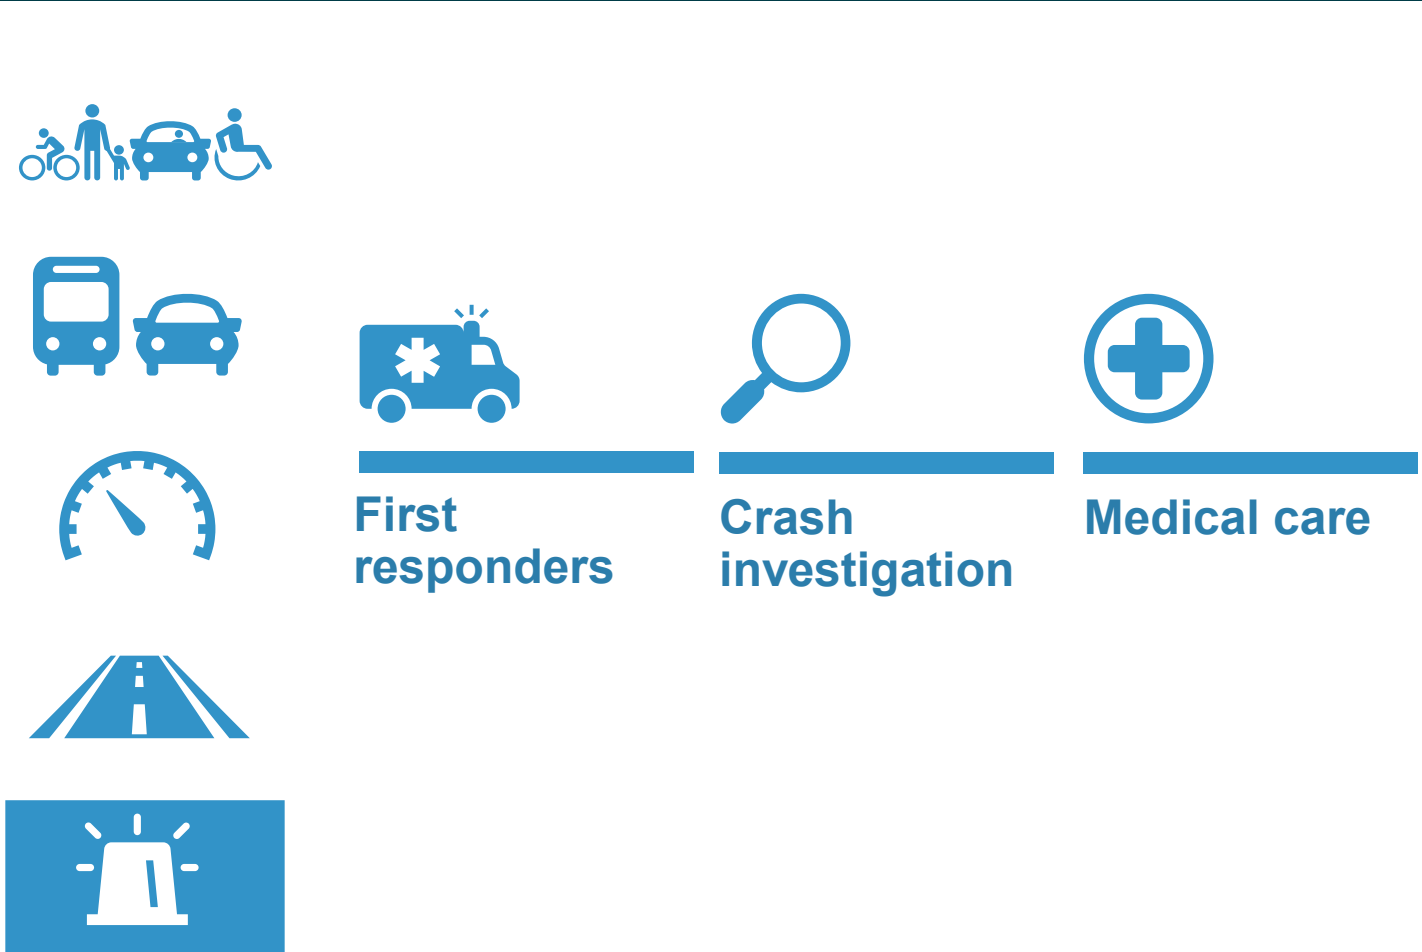 First
responders
Crash
investigation
Medical care